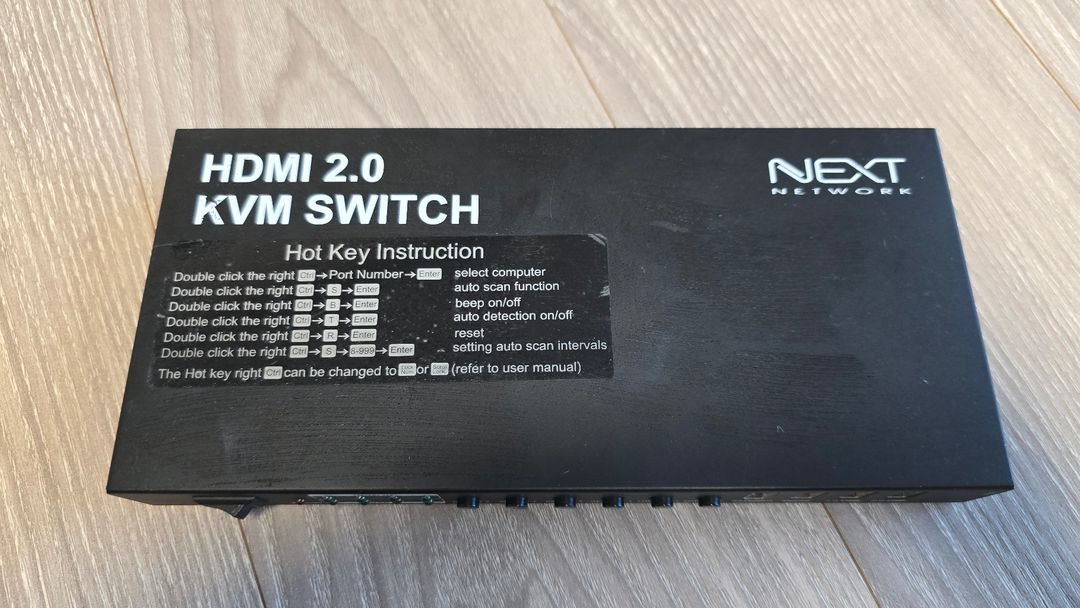 HDMI 2.0
KVM SWITCH
NEXT
NETWORK
Hot Key Instruction
Double click the right Ctrl→Port Number→Enter select computer
Double click the right Ctrl→S→Enter auto scan function
Double click the right Ctrl→B→Enter beep on/off
Double click the right Ctrl→T→Enter auto detection on/off
Double click the right Ctrl→R→Enter reset
Double click the right Ctrl→S→8-999→Enter setting auto scan intervals
The Hot key right Ctrl can be changed to Lock Num or Scroll Lock (refer to user manual)